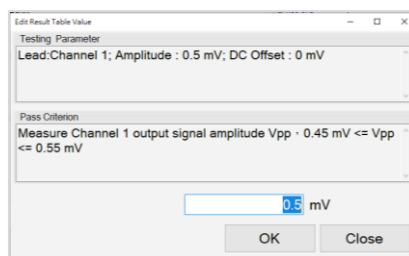 Edit Result Table Value
Testing Parameter
Lead:Channel 1; Amplitude : 0.5 mV; DC Offset : 0 mV
Pass Criterion
Measure Channel 1 output signal amplitude Vpp，0.45 mV <= Vpp
<= 0.55 mV
0.5 mV
OK Close